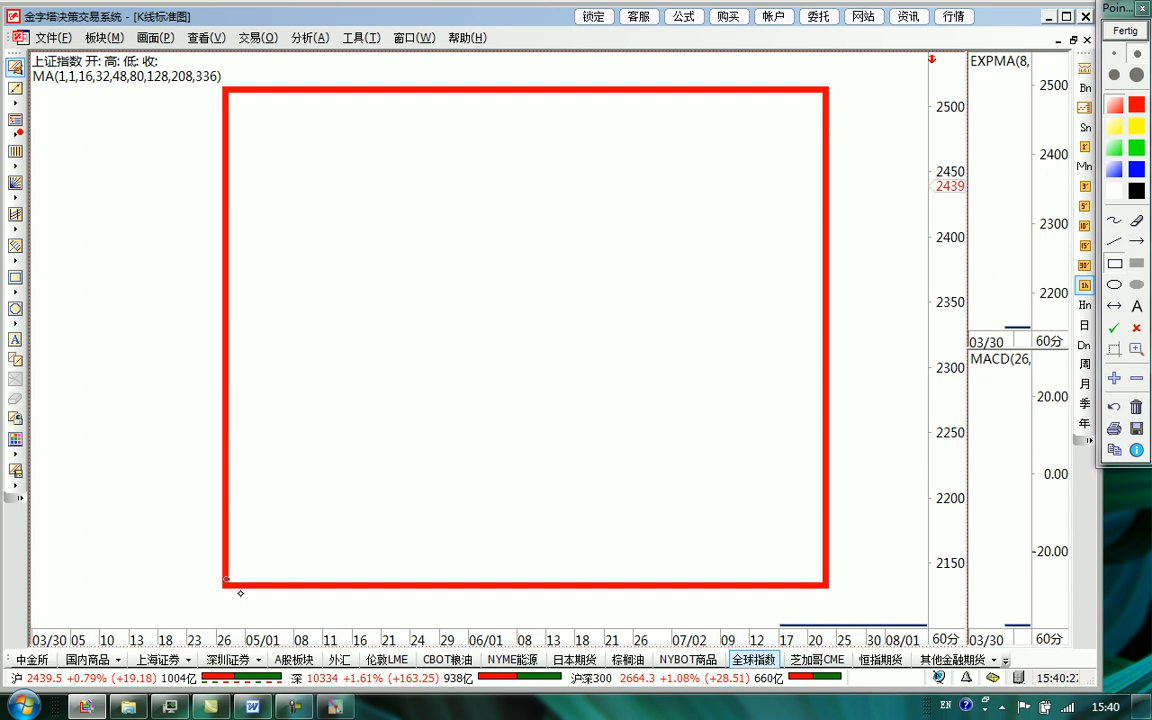 金字塔决策交易系统 - [K线标准图] 锁定 客服 公式 购买 帐户 委托 网站 资讯 行情 Poin...
Fertig
文件(F) 板块(M) 画面(P) 查看(V) 交易(Q) 分析(A) 工具(T) 窗口(W) 帮助(H)
上证指数 开: 高: 低: 收: EXPMA(8,
MA(1,1,16,32,48,80,128,208,336)
2500 2500 Bn
Sn
2450 2400 Mn
2439
2400 2300
2350 2200 1h Hn
03/30 60分 日
Dn
2300 MACD(26, 周
月
20.00 季
2250 年
2200 0.00
2150 -20.00
A
A
03/30 05 10 13 18 23 26 05/01 08 11 16 21 24 29 06/01 08 13 18 21 26 07/02 09 12 17 20 25 30 08/01 60分 03/30 60分
中金所 国内商品 上海证券 深圳证券 A股板块 外汇 伦敦LME CBOT粮油 NYME能源 日本期货 棕榈油 NYBOT商品 全球指数 芝加哥CME 恒指期货 其他金融期货
沪 2439.5 +0.79% (+19.18) 1004亿 深 10334 +1.61% (+163.25) 938亿 沪深300 2664.3 +1.08% (+28.51) 660亿 15:40:27
EN 15:40